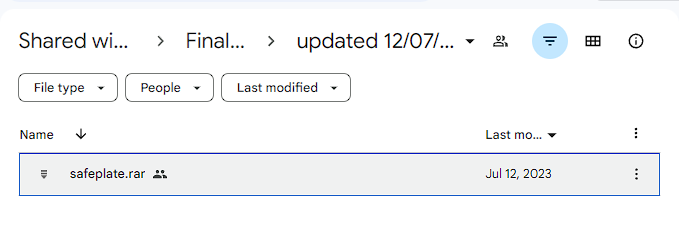 Shared wi... > Final... > updated 12/07/...
File type People Last modified
Name Last mo...
safeplate.rar Jul 12, 2023